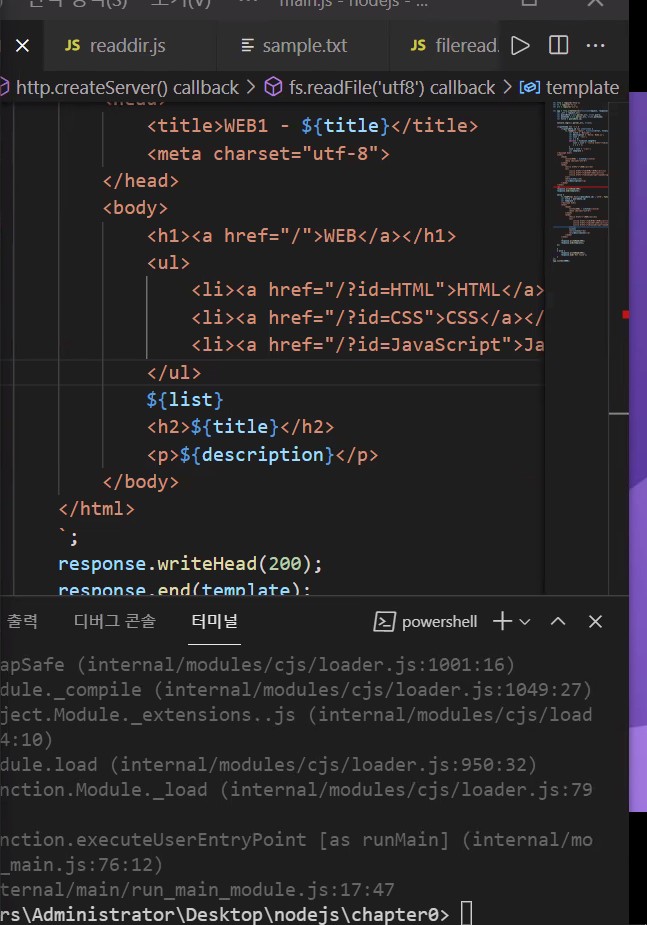 main.js - nodejs - ...
JS readdir.js sample.txt JS fileread.
http.createServer() callback > fs.readFile('utf8') callback > template
<head>
<title>WEB1 - ${title}</title>
<meta charset="utf-8">
</head>
<body>
<h1><a href="/">WEB</a></h1>
<ul>
<li><a href="/?id=HTML">HTML</a>
<li><a href="/?id=CSS">CSS</a></
<li><a href="/?id=JavaScript">Ja
</ul>
${list}
<h2>${title}</h2>
<p>${description}</p>
</body>
</html>
`;
response.writeHead(200);
response.end(template);
출력 디버그 콘솔 터미널 powershell
apSafe (internal/modules/cjs/loader.js:1001:16)
dule._compile (internal/modules/cjs/loader.js:1049:27)
ject.Module._extensions..js (internal/modules/cjs/load
4:10)
dule.load (internal/modules/cjs/loader.js:950:32)
nction.Module._load (internal/modules/cjs/loader.js:79
nction.executeUserEntryPoint [as runMain] (internal/mo
_main.js:76:12)
ternal/main/run_main_module.js:17:47
rs\Administrator\Desktop\nodejs\chapter0>